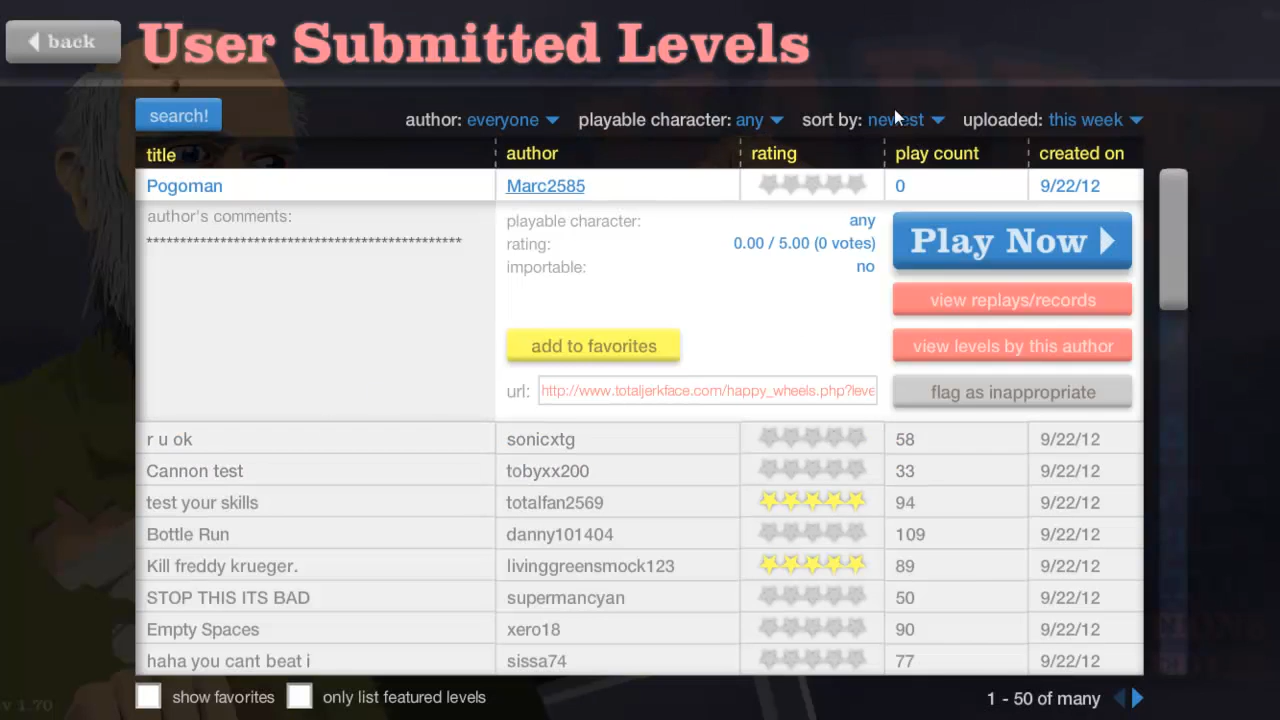 back
User Submitted Levels
search!
author: everyone
playable character: any
sort by: newest
uploaded: this week
title author rating play count created on
Pogoman Marc2585 0 9/22/12
author's comments:
***********************************************
playable character: any
rating: 0.00 / 5.00 (0 votes)
importable: no
add to favorites
url: http://www.totaljerkface.com/happy_wheels.php?leve
Play Now
view replays/records
view levels by this author
flag as inappropriate
r u ok sonicxtg 58 9/22/12
Cannon test tobyxx200 33 9/22/12
test your skills totalfan2569 94 9/22/12
Bottle Run danny101404 109 9/22/12
Kill freddy krueger. livinggreensmock123 89 9/22/12
STOP THIS ITS BAD supermancyan 50 9/22/12
Empty Spaces xero18 90 9/22/12
haha you cant beat i sissa74 77 9/22/12
show favorites
only list featured levels
1 - 50 of many
v 1.70